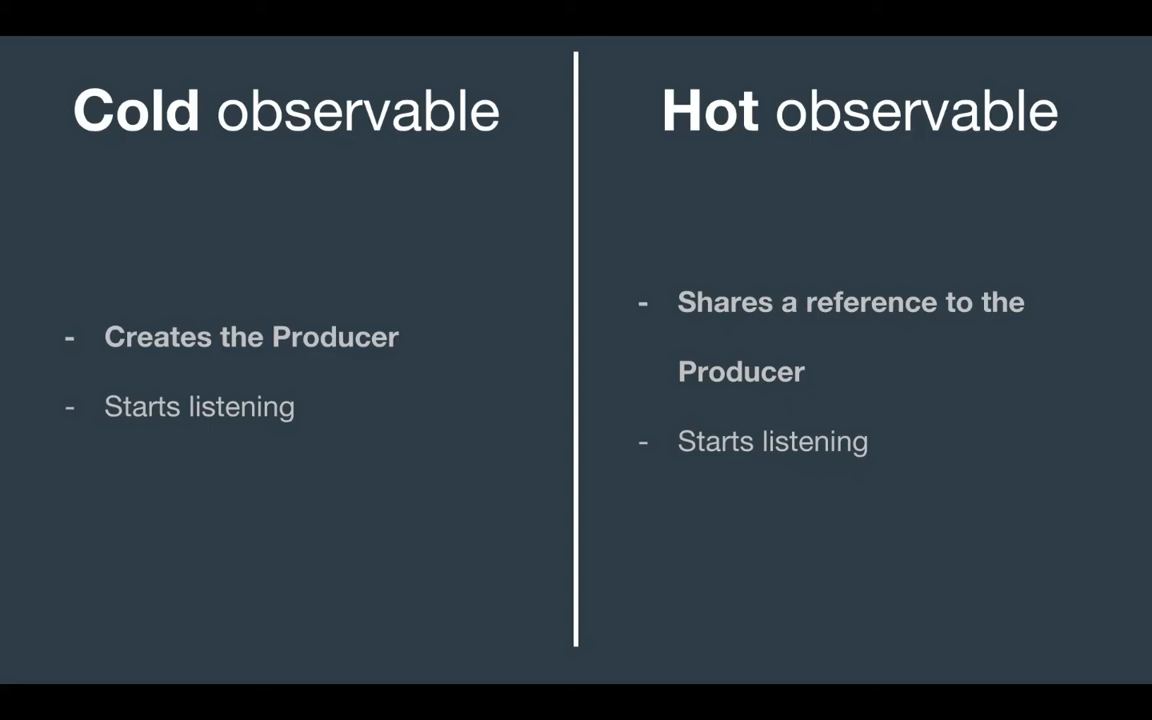 Cold observable
- Creates the Producer
- Starts listening
Hot observable
- Shares a reference to the
Producer
- Starts listening